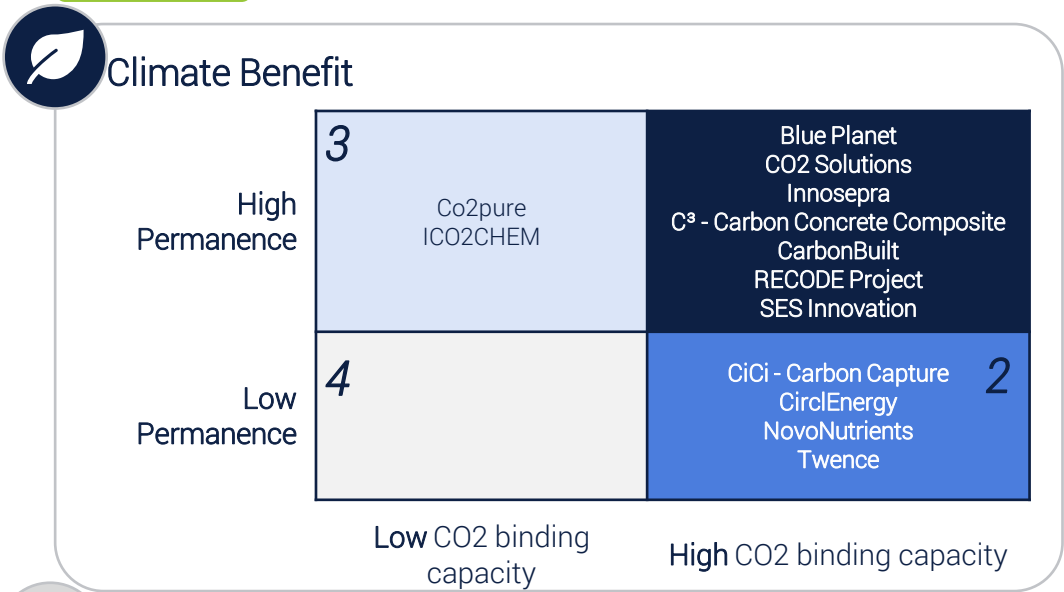 Climate Benefit
3
High
Permanence
Co2pure
ICO2CHEM
Blue Planet
CO2 Solutions
Innosepra
C³ - Carbon Concrete Composite
CarbonBuilt
RECODE Project
SES Innovation
4
Low
Permanence
CiCi - Carbon Capture
CirclEnergy
NovoNutrients
Twence
2
Low CO2 binding
capacity
High CO2 binding capacity